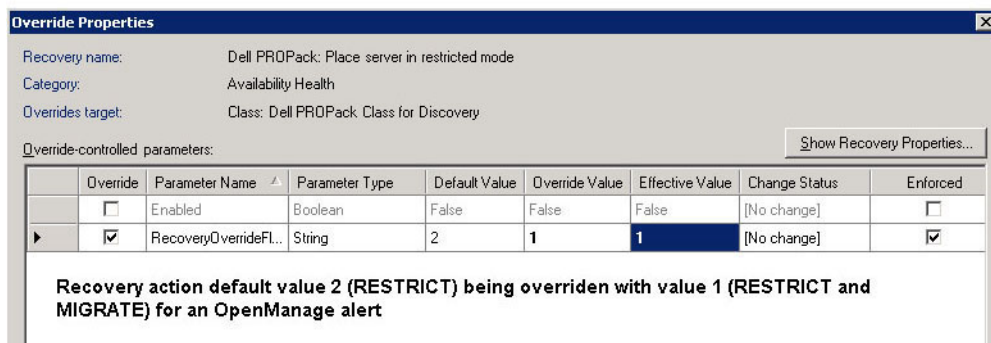 Override Properties
Recovery name: Dell PROPack: Place server in restricted mode
Category: Availability Health
Overrides target: Class: Dell PROPack Class for Discovery
Override-controlled parameters: Show Recovery Properties...
Override Parameter Name Parameter Type Default Value Override Value Effective Value Change Status Enforced
Enabled Boolean False False False [No change]
RecoveryOverrideFl... String 2 1 1 [No change]
Recovery action default value 2 (RESTRICT) being overriden with value 1 (RESTRICT and
MIGRATE) for an OpenManage alert